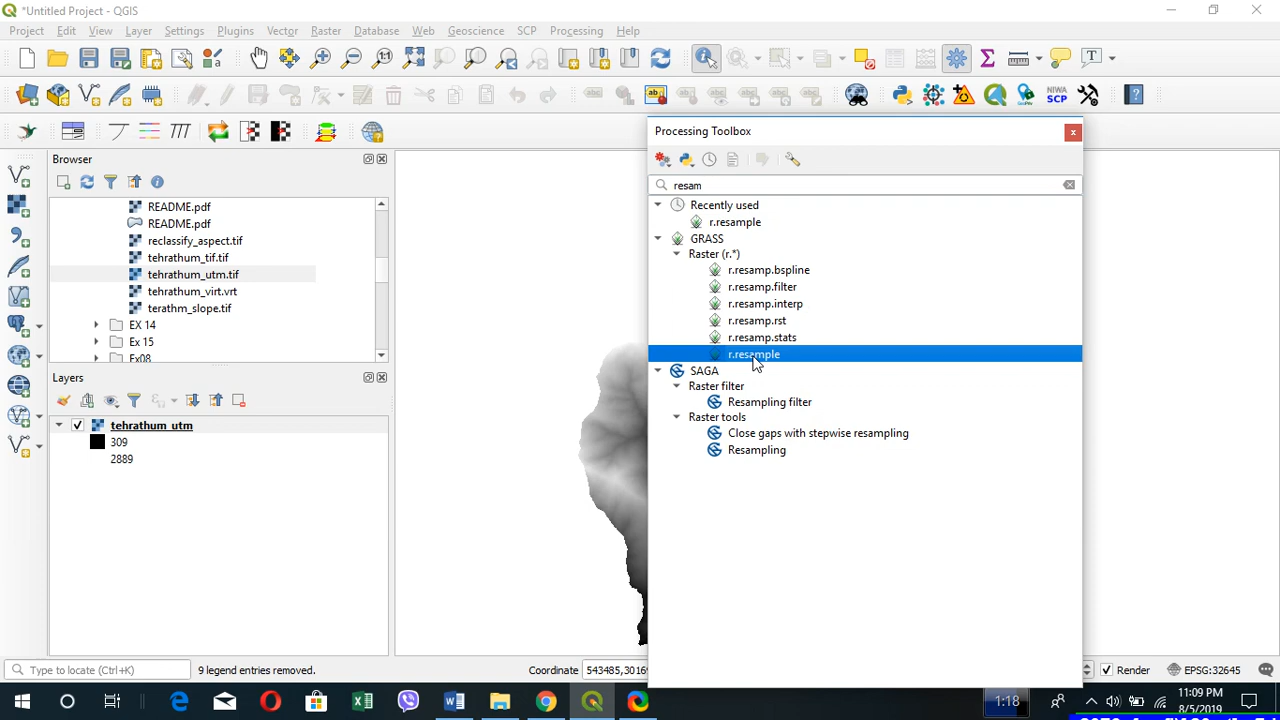 *Untitled Project - QGIS
Project Edit View Layer Settings Plugins Raster Database Web Geoscience SCP Processing Help
NIWA
SCP
Browser
README.pdf
README.pdf
reclassify_aspect.tif
tehrathum_tif.tif
tehrathum_utm.tif
tehrathum_virt.vrt
terathm_slope.tif
EX 14
Ex 15
Ex08
Layers
tehrathum_utm
309
2889
Processing Toolbox
resam
Recently used
r.resample
GRASS
Raster (r.*)
r.resamp.bspline
r.resamp.filter
r.resamp.interp
r.resamp.rst
r.resamp.stats
r.resample
SAGA
Raster filter
Resampling filter
Raster tools
Close gaps with stepwise resampling
Resampling
Type to locate (Ctrl+K) 9 legend entries removed. Coordinate Render EPSG:32645
1:18 11:09 PM
8/5/2019